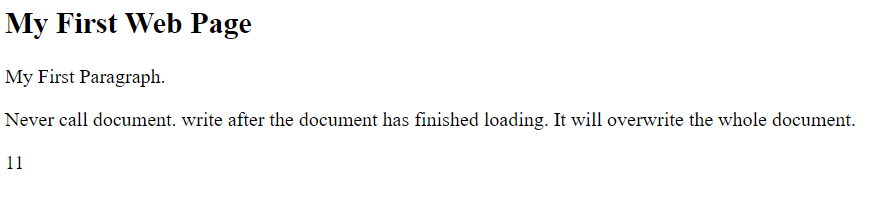 My First Web Page
My First Paragraph.
Never call document. write after the document has finished loading. It will overwrite the whole document.
11